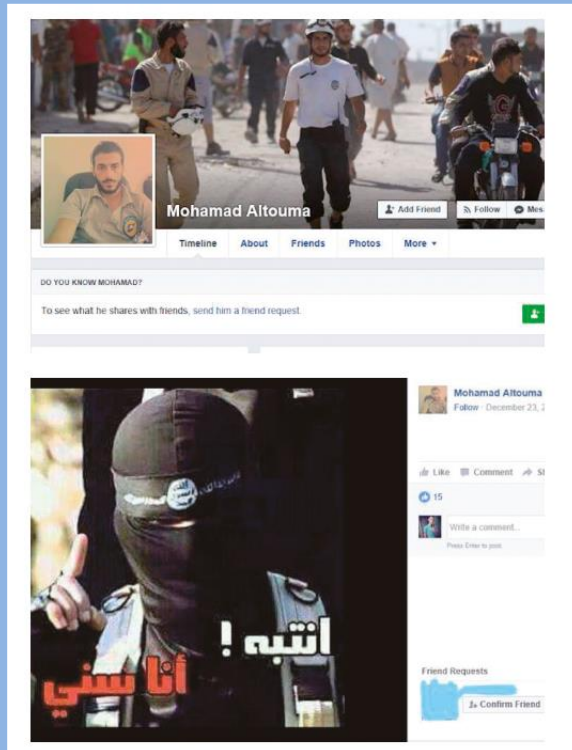 Mohamad Altouma
Add Friend
Follow
Timeline
About
Friends
Photos
More
DO YOU KNOW MOHAMAD?
To see what he shares with friends, send him a friend request.
Mohamad Altouma
Follow · December 23,
Like
Comment
15
Write a comment...
Press Enter to post.
انتبه !
أنا سني
Friend Requests
Confirm Friend